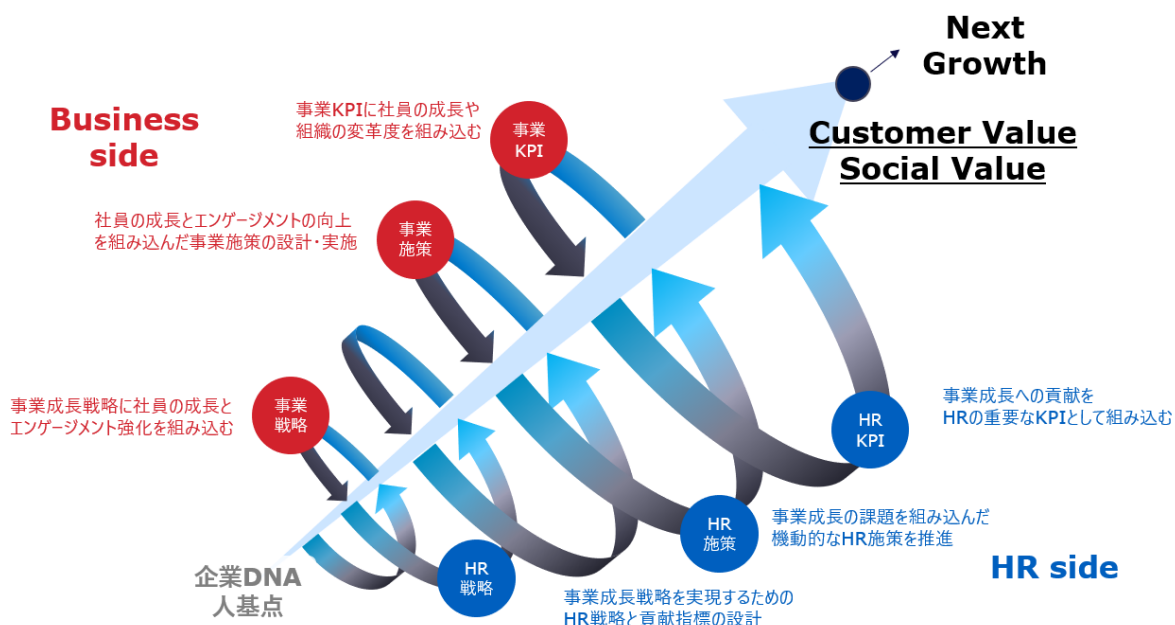 Next
Growth
Customer Value
Social Value
Business
side
事業KPIに社員の成長や
組織の変革度を組み込む
事業
KPI
社員の成長とエンゲージメントの向上
を組み込んだ事業施策の設計・実施
事業
施策
事業成長戦略に社員の成長と
エンゲージメント強化を組み込む
事業
戦略
事業成長への貢献を
HRの重要なKPIとして組み込む
HR
KPI
事業成長の課題を組み込んだ
機動的なHR施策を推進
HR
施策
HR side
企業DNA
人基点
HR
戦略
事業成長戦略を実現するための
HR戦略と貢献指標の設計